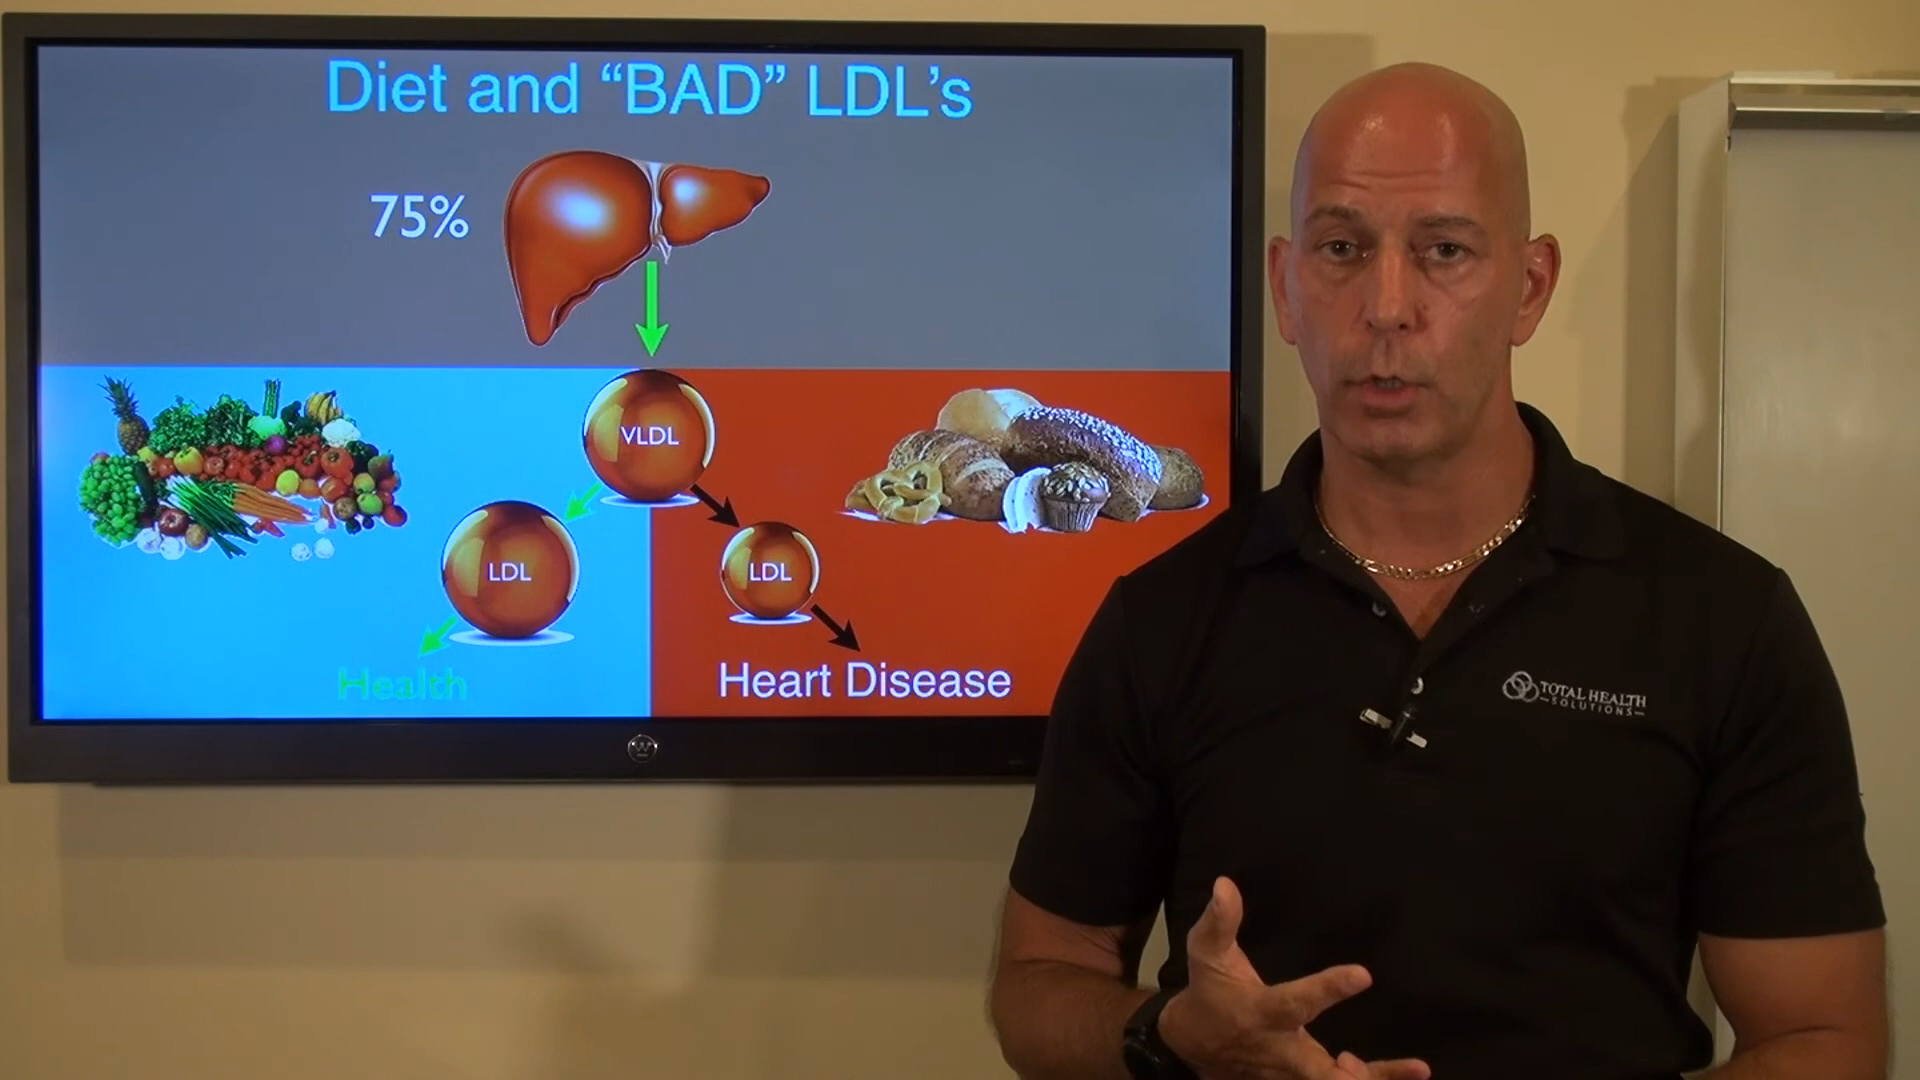 Diet and “BAD” LDL’s
75%
VLDL
LDL
LDL
Health
Heart Disease
TOTAL HEALTH
—SOLUTIONS—